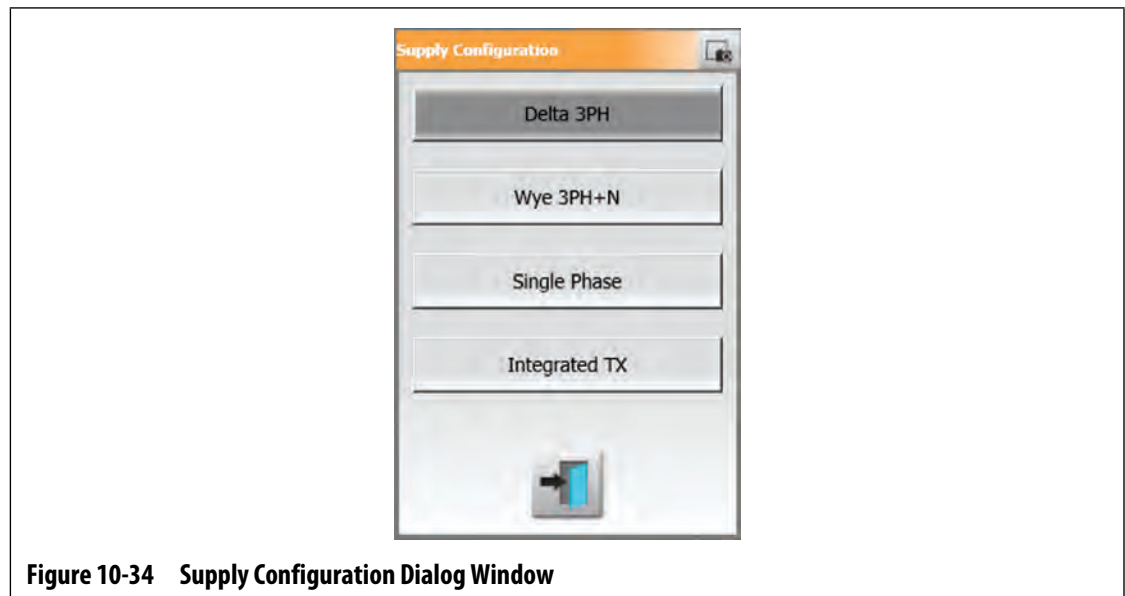 Supply Configuration
Delta 3PH
Wye 3PH+N
Single Phase
Integrated TX
Figure 10-34 Supply Configuration Dialog Window